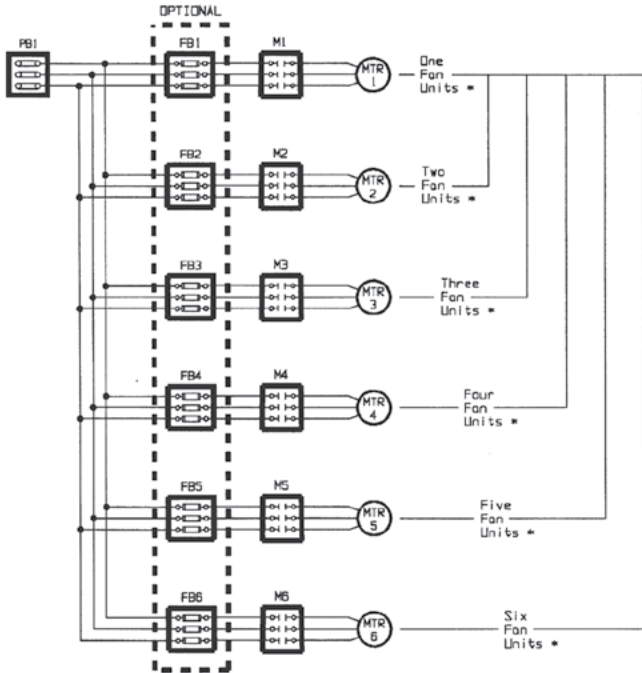 OPTIONAL
PB1
FB1
M1
MTR
1
One
Fan
Units *
FB2
M2
MTR
2
Two
Fan
Units *
FB3
M3
MTR
3
Three
Fan
Units *
FB4
M4
MTR
4
Four
Fan
Units *
FB5
M5
MTR
5
Five
Fan
Units *
FB6
M6
MTR
6
Six
Fan
Units *